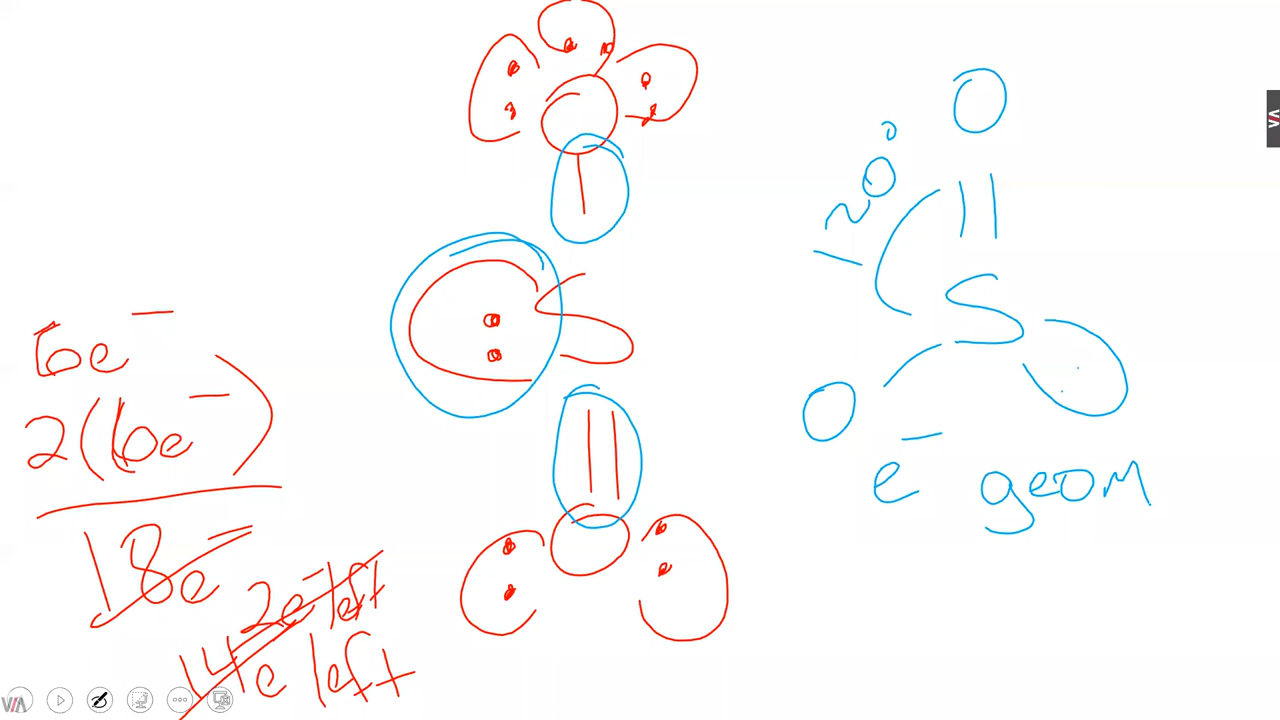 6e⁻
2(6e⁻)
18e⁻
2e⁻ left
14e left
O
S
O
O
120°
S
O
e⁻ geom